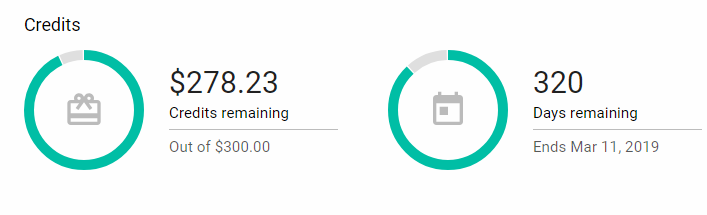 Credits
$278.23
Credits remaining
Out of $300.00
320
Days remaining
Ends Mar 11, 2019